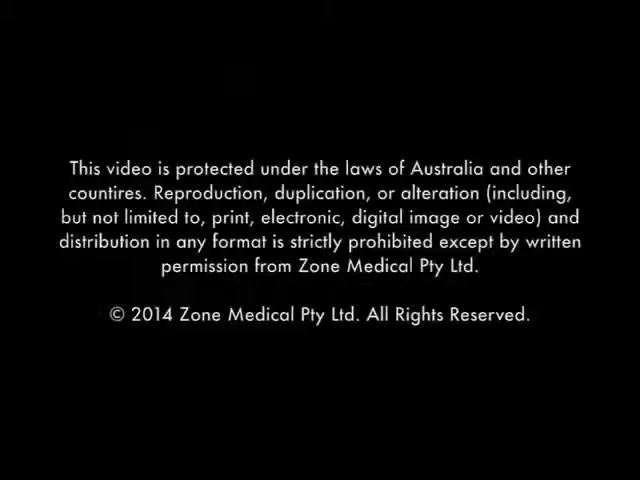 This video is protected under the laws of Australia and other
countires. Reproduction, duplication, or alteration (including,
but not limited to, print, electronic, digital image or video) and
distribution in any format is strictly prohibited except by written
permission from Zone Medical Pty Ltd.
© 2014 Zone Medical Pty Ltd. All Rights Reserved.